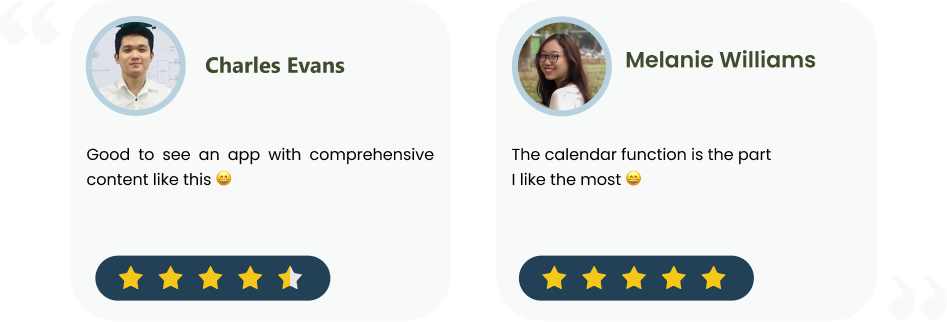 Charles Evans
Good to see an app with comprehensive
content like this 😄
Melanie Williams
The calendar function is the part
I like the most 😄